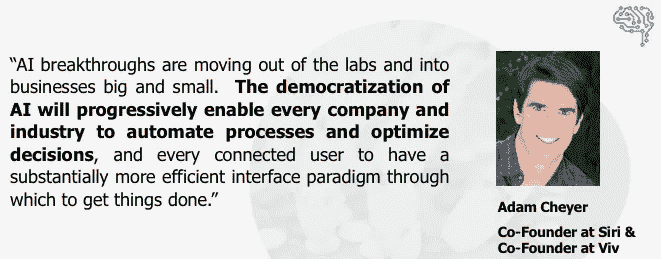 “AI breakthroughs are moving out of the labs and into
businesses big and small. The democratization of
AI will progressively enable every company and
industry to automate processes and optimize
decisions, and every connected user to have a
substantially more efficient interface paradigm through
which to get things done.”
Adam Cheyer
Co-Founder at Siri &
Co-Founder at Viv